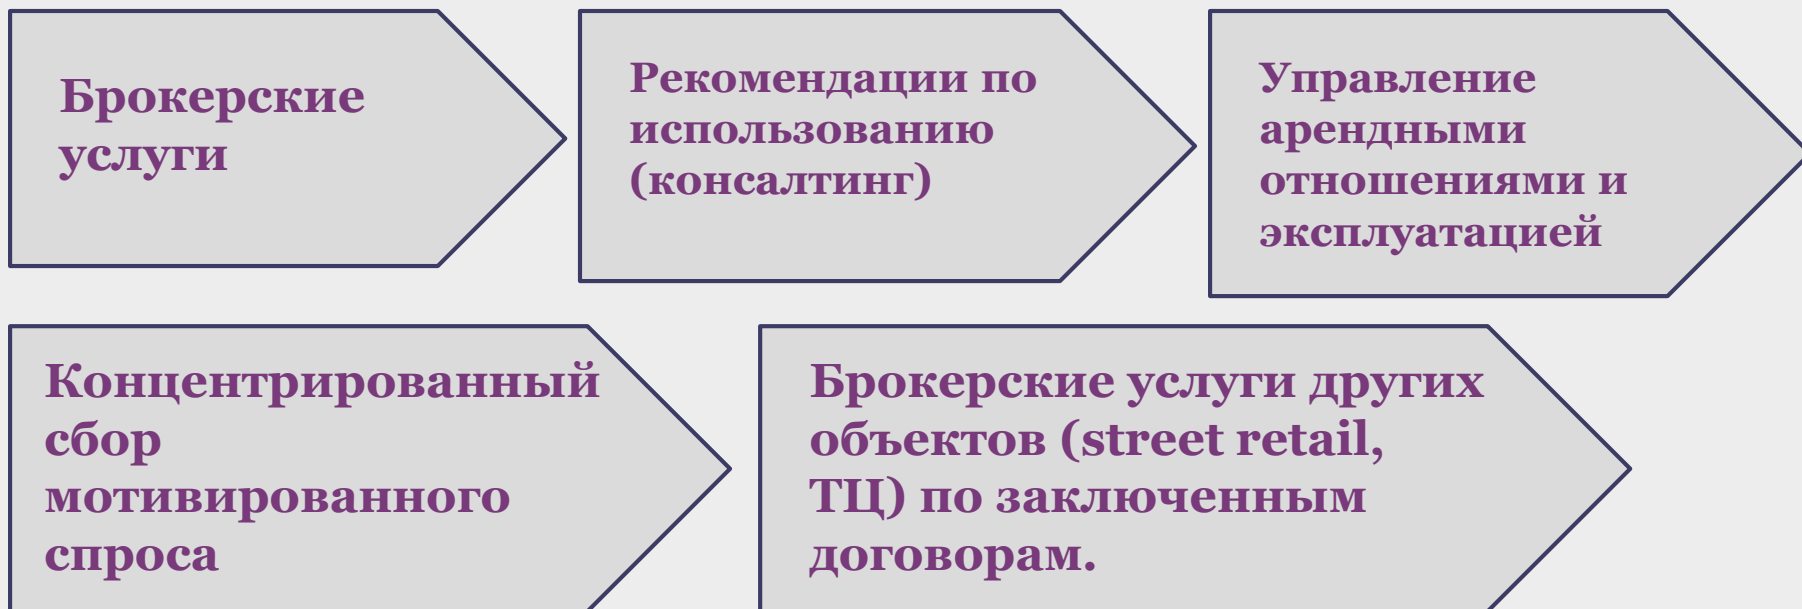 Брокерские
услуги
Рекомендации по
использованию
(консалтинг)
Управление
арендными
отношениями и
эксплуатацией
Концентрированный
сбор
мотивированного
спроса
Брокерские услуги других
объектов (street retail,
ТЦ) по заключенным
договорам.